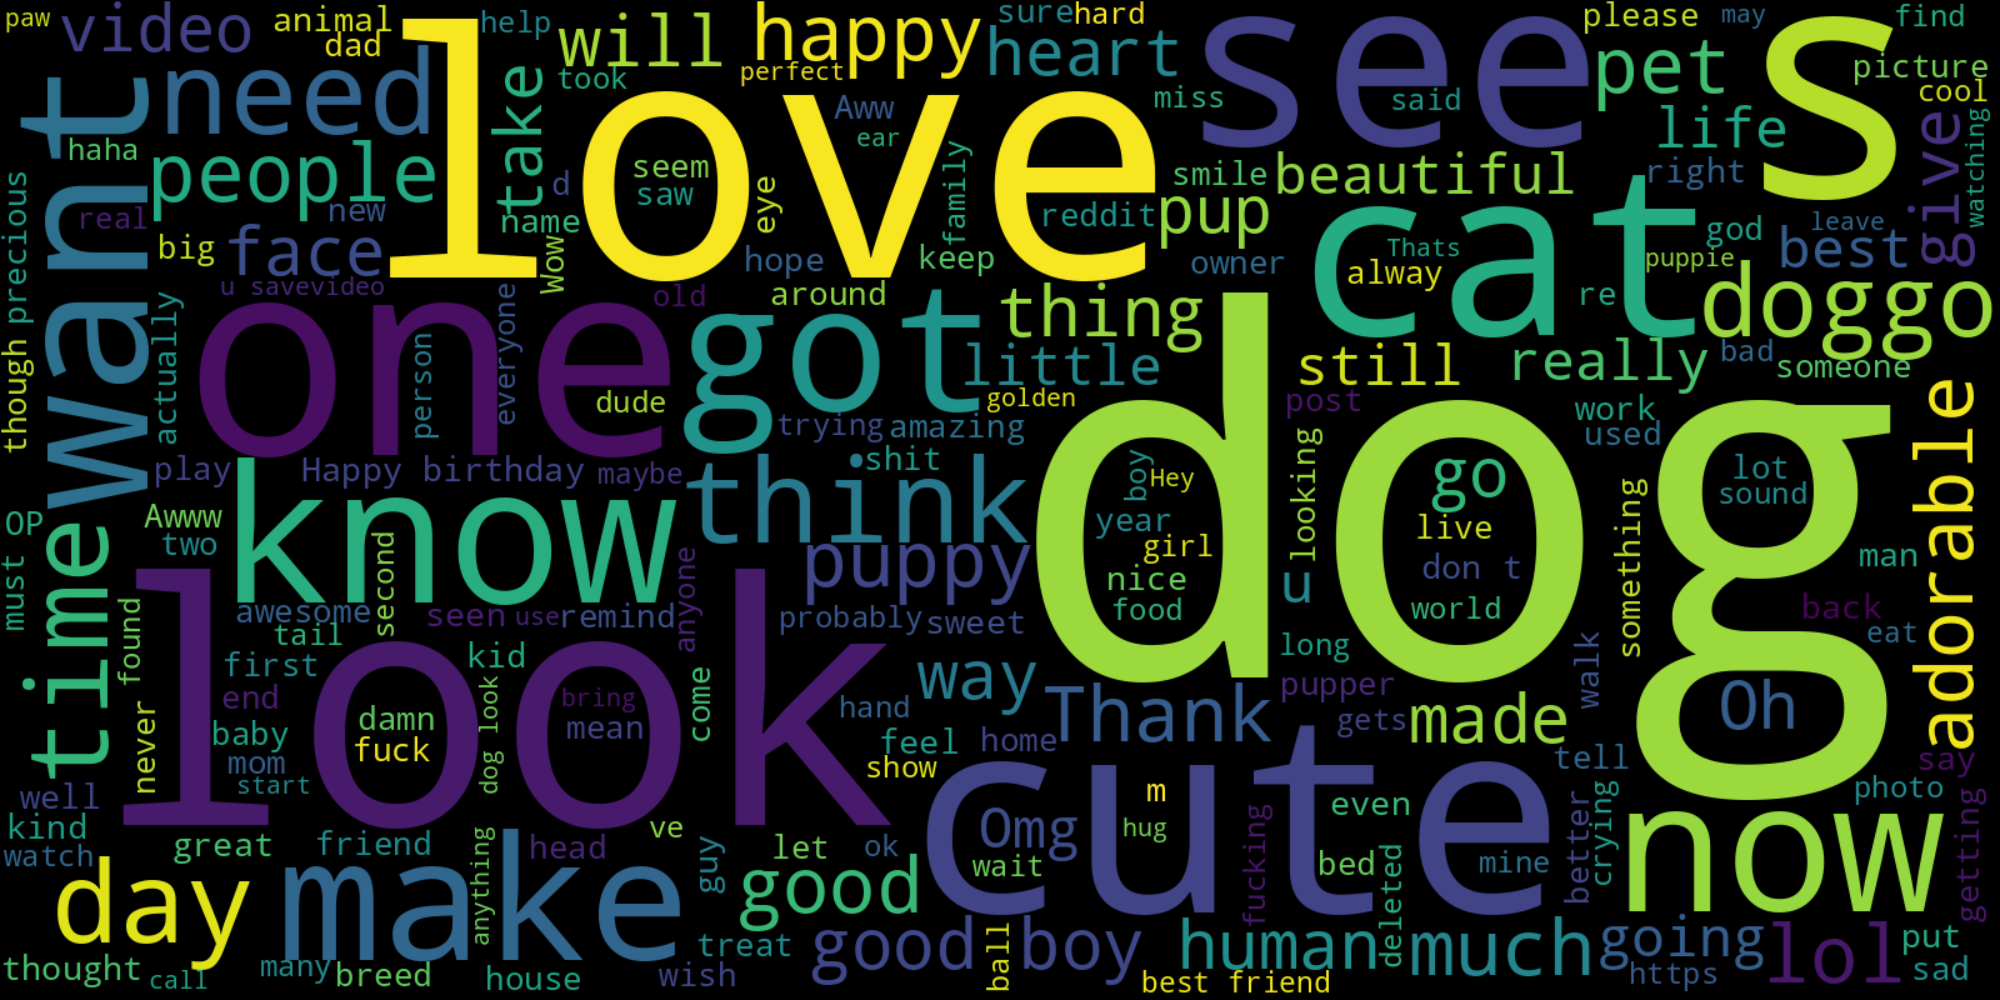 paw
video
animal
dad
love
help
will
took
happy
perfect
sure
hard
heart
see
please
may
s
find
picture
cool
want
need
take
Aww
ear
miss
said
pet
life
haha
people
seem
saw
d
eye
family
smile
beautiful
right
give
watching
real
new
name
reddit
pup
cat
Thats
god
leave
precious
big
face
Wow
hope
keep
owner
alway
puppie
best
u savevideo
old
around
re
doggo
though
actually
one
person
everyone
got
thing
little
still
really
bad
someone
dude
golden
dog
post
work
used
adorable
trying
amazing
play
Happy birthday
maybe
shit
think
boy
Hey
looking
go
lot
sound
something
OP
Awww
two
know
year
girl
live
man
must
time
second
puppy
nice
food
u
don t
world
back
eat
found
look
awesome
seen
use
remind
anyone
probably
sweet
tail
first
kid
long
walk
never
end
dog look
bring
come
way
pupper
baby
damn
mean
hand
Thank
gets
made
Oh
mom
fuck
feel
home
tell
say
start
show
well
cute
m
even
photo
kind
ve
Omg
hug
fucking
better
crying
now
getting
watch
great
friend
make
head
guy
let
ok
wait
bed
deleted
mine
day
anything
good
treat
good boy
ball
human
much
going
lol
put
thought
call
many
breed
house
wish
best friend
https
sad